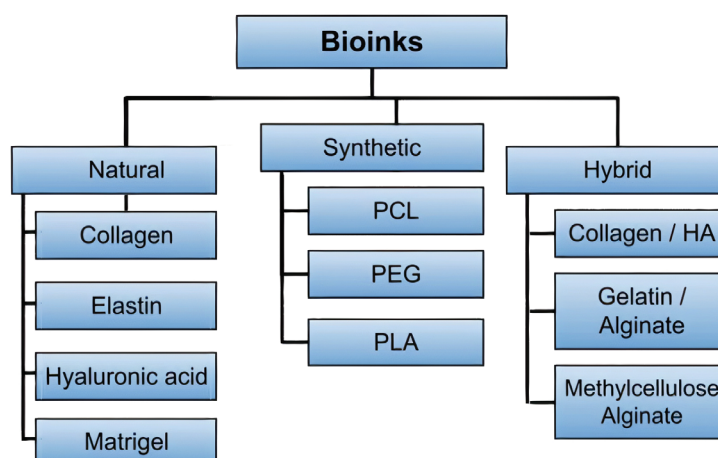 Bioinks
Natural
Collagen
Elastin
Hyaluronic acid
Matrigel
Synthetic
PCL
PEG
PLA
Hybrid
Collagen / HA
Gelatin /
Alginate
Methylcellulose
Alginate